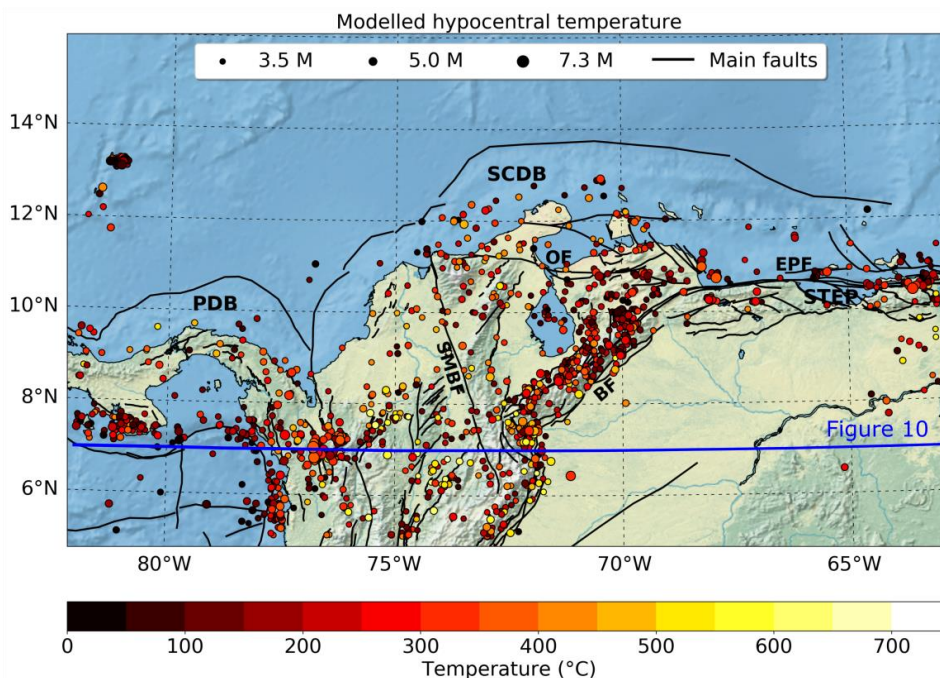 Modelled hypocentral temperature
3.5 M 5.0 M 7.3 M Main faults
14°N
SCDB
12°N
OF
EPF
PDB
STEP
10°N
SMBF
8°N
BF
Figure 10
6°N
80°W 75°W 70°W 65°W
0 100 200 300 400 500 600 700
Temperature (°C)